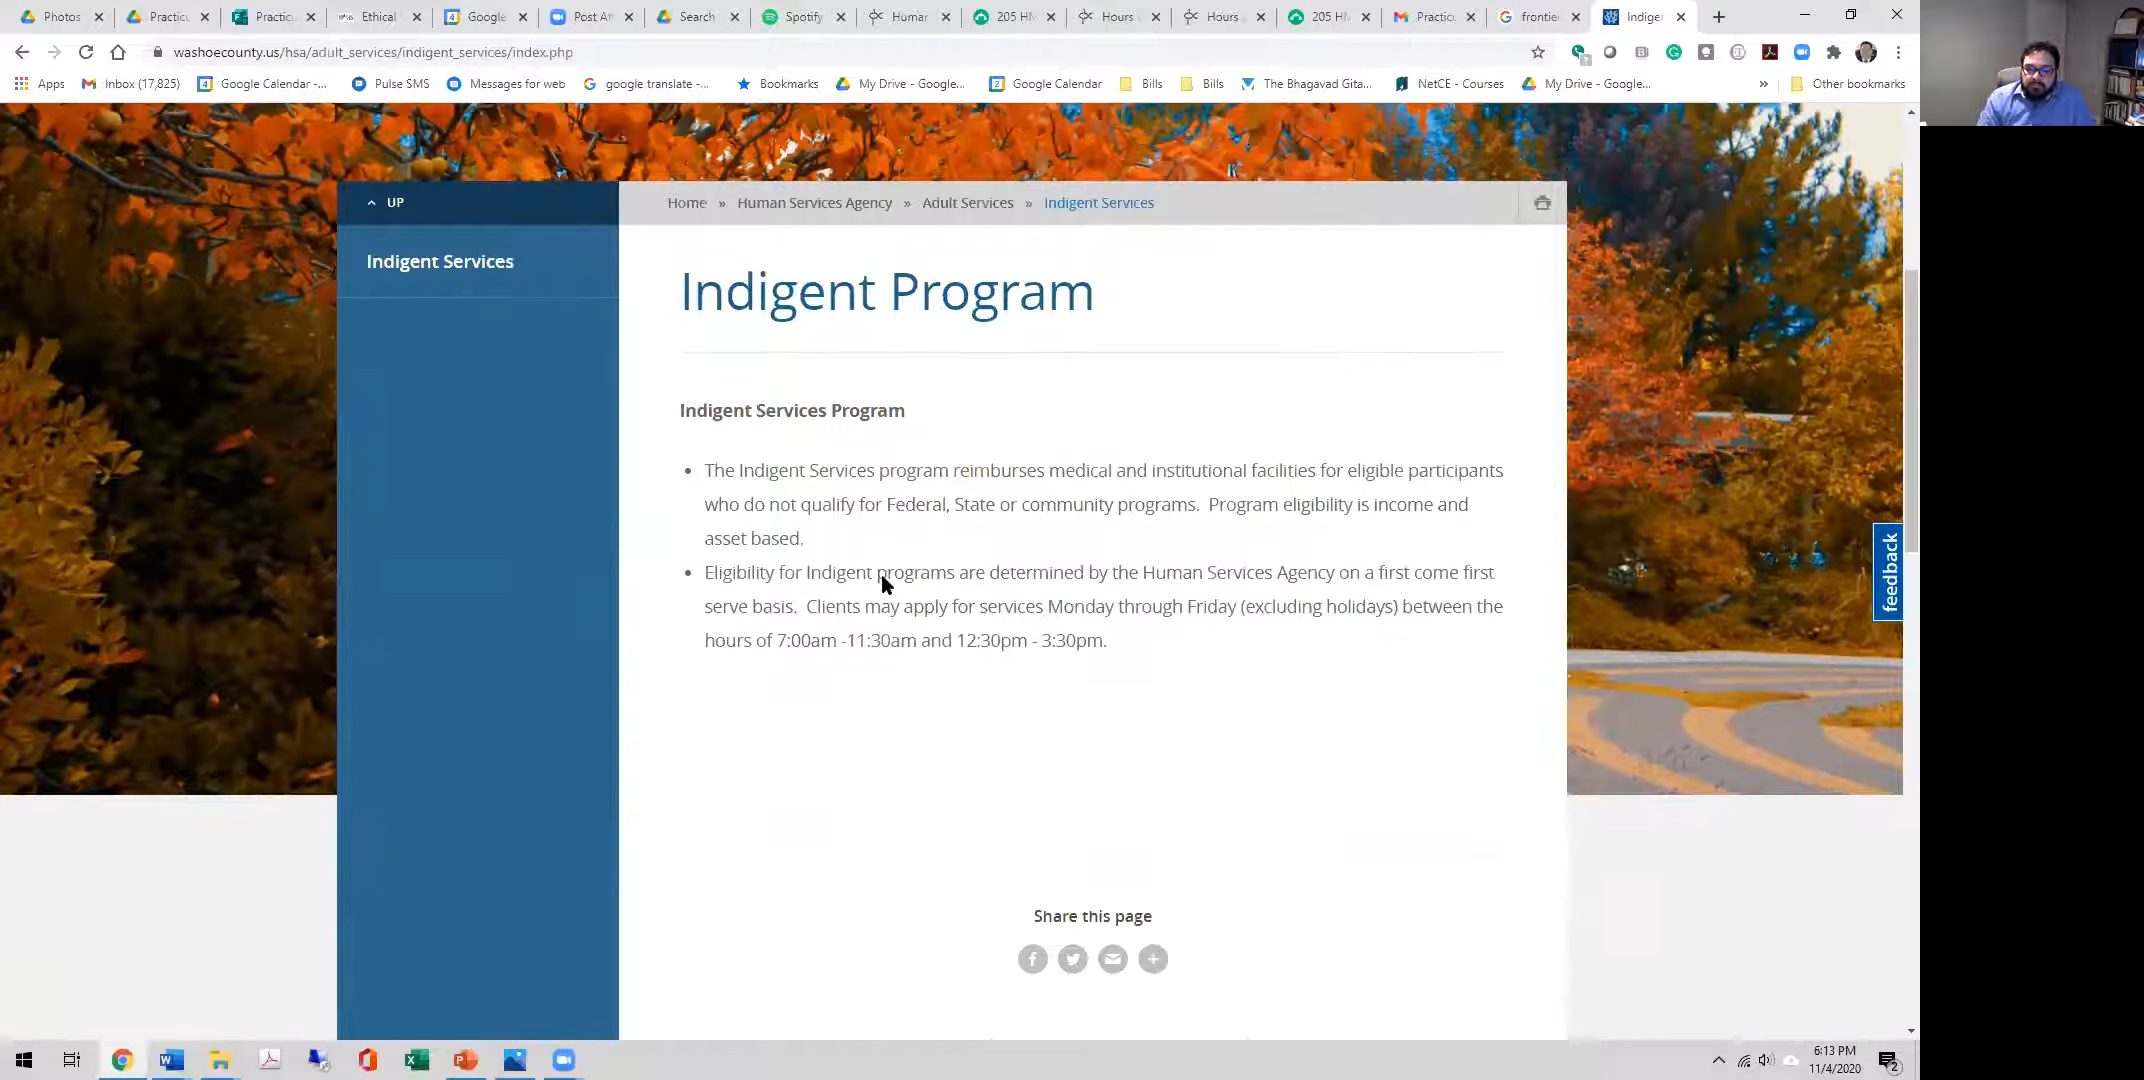 Photos
Practicu
Practic
Ethical
Google
Post At
Search
Spotify
Humar
205 HM
Hours
Hours
205 HM
Practic
frontier
Indiger
washoecounty.us/hsa/adult_services/indigent_services/index.php
Apps
Inbox (17,825)
Google Calendar -...
Pulse SMS
Messages for web
google translate -...
Bookmarks
My Drive - Google...
Google Calendar
Bills
Bills
The Bhagavad Gita...
NetCE - Courses
My Drive - Google...
»
Other bookmarks
UP
Home » Human Services Agency » Adult Services » Indigent Services
Indigent Services
Indigent Program
Indigent Services Program
• The Indigent Services program reimburses medical and institutional facilities for eligible participants
who do not qualify for Federal, State or community programs.  Program eligibility is income and
asset based.
• Eligibility for Indigent programs are determined by the Human Services Agency on a first come first
serve basis.  Clients may apply for services Monday through Friday (excluding holidays) between the
hours of 7:00am -11:30am and 12:30pm - 3:30pm.
feedback
Share this page
6:13 PM
11/4/2020
2